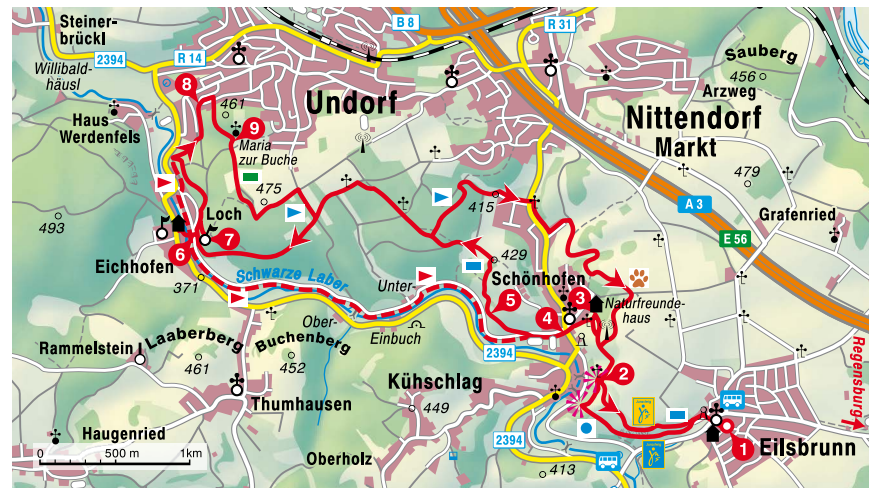 Steiner-
brückl
2394
R 14
B 8
R 31
Willibald-
häusl
Sauberg
456
Arzweg
8
461
Undorf
Haus
Werdenfels
9
Maria
zur Buche
Nittendorf
Markt
475
479
415
A 3
493
Loch
Grafenried
7
E 56
6
Eichhofen
429
371
Schwarze Laber
Schönhofen
Unter-
3
Naturfreunde-
haus
5
4
Ober-
Einbuch
Laaberberg
Buchenberg
Rammelstein
461
452
2394
2
Regensburg
Kühschlag
Thumhausen
449
Haugenried
2394
1
Eilsbrunn
0
500 m
1km
Oberholz
413